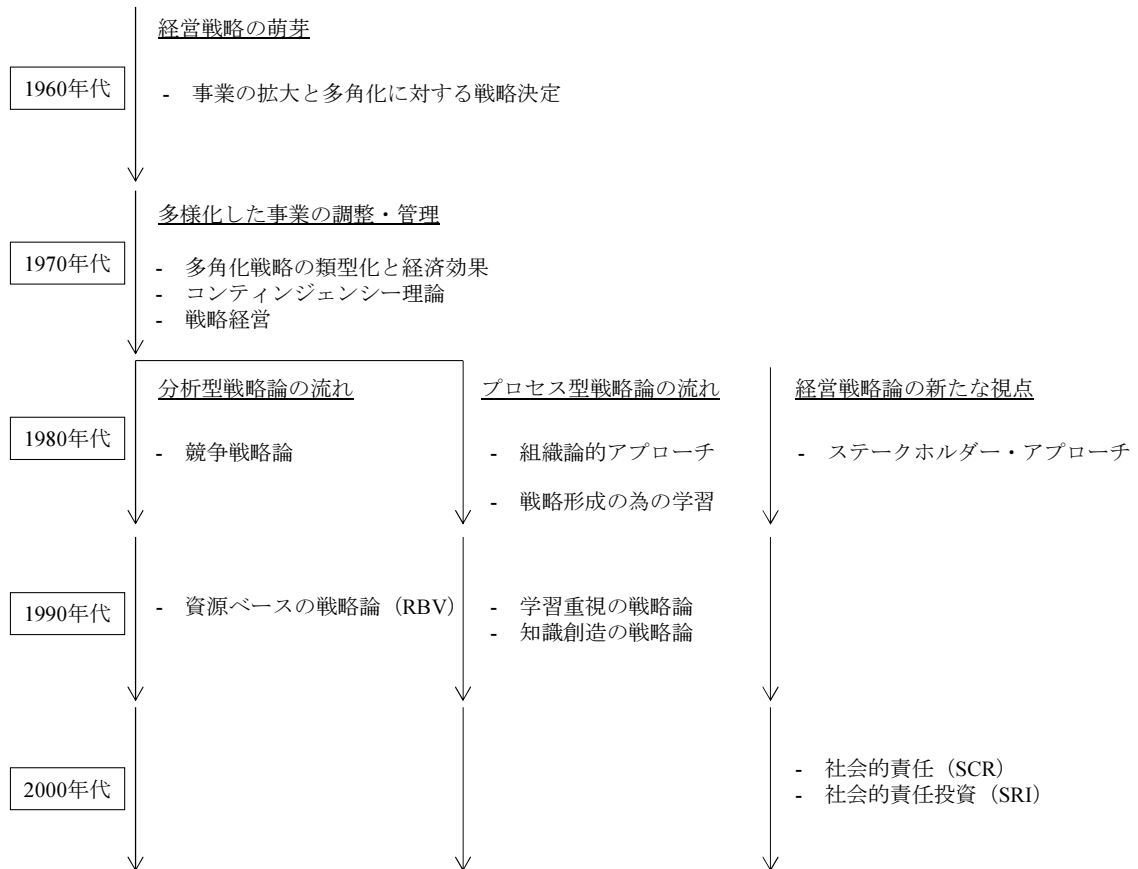 経営戦略の萌芽
1960年代
- 事業の拡大と多角化に対する戦略決定
多様化した事業の調整・管理
1970年代
- 多角化戦略の類型化と経済効果
- コンティンジェンシー理論
- 戦略経営
分析型戦略論の流れ
プロセス型戦略論の流れ
経営戦略論の新たな視点
1980年代
- 競争戦略論
- 組織論的アプローチ
- ステークホルダー・アプローチ
- 戦略形成の為の学習
1990年代
- 資源ベースの戦略論（RBV）
- 学習重視の戦略論
- 知識創造の戦略論
2000年代
- 社会的責任（SCR）
- 社会的責任投資（SRI）